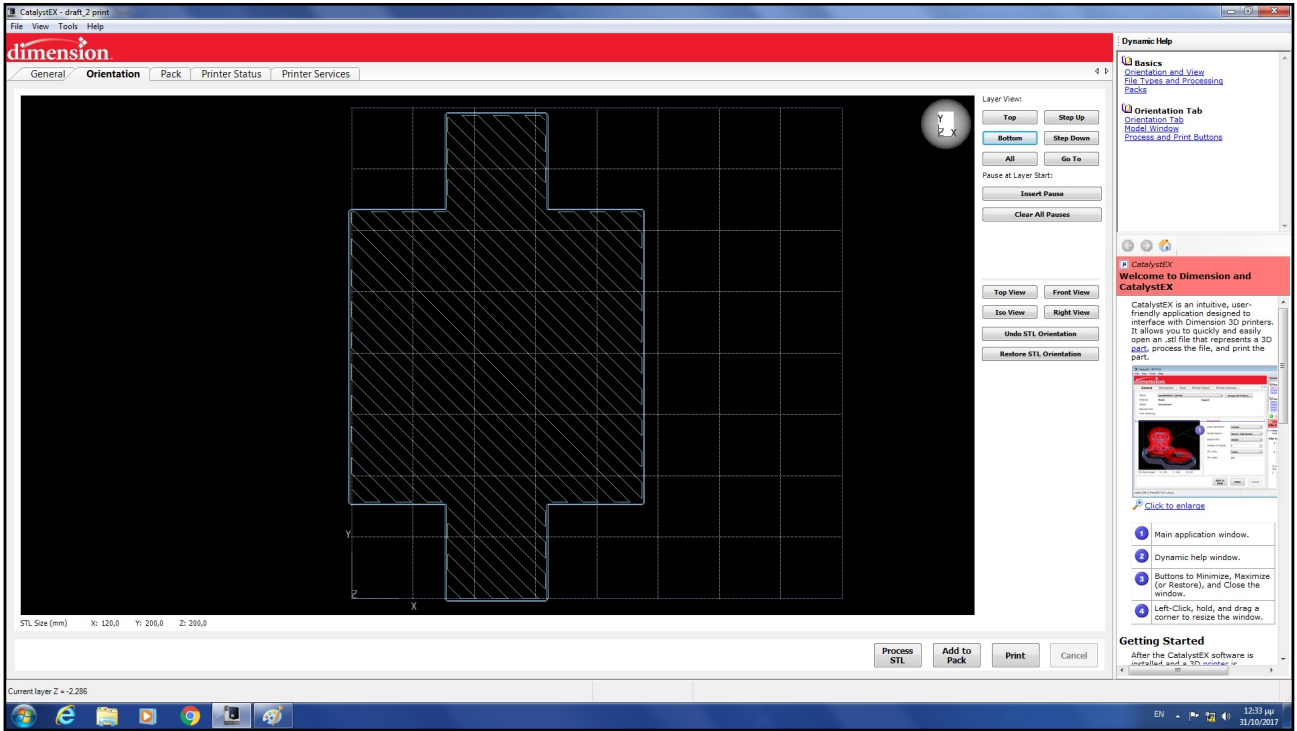 CatalystEX - draft_2 print
File View Tools Help
dimension
General Orientation Pack Printer Status Printer Services
Y
Z X
Y
Z
X
STL Size (mm) X: 120,0 Y: 200,0 Z: 200,0
Layer View:
Top Step Up
Bottom Step Down
All Go To
Pause at Layer Start:
Insert Pause
Clear All Pauses
Top View Front View
Iso View Right View
Undo STL Orientation
Restore STL Orientation
Process STL Add to Pack Print Cancel
Current layer Z = -2,286
Dynamic Help
Basics
Orientation and View
File Types and Processing
Packs
Orientation Tab
Orientation Tab
Model Window
Process and Print Buttons
CatalystEX
Welcome to Dimension and
CatalystEX
CatalystEX is an intuitive, user-
friendly application designed to
interface with Dimension 3D printers.
It allows you to quickly and easily
open an .stl file that represents a 3D
part, process the file, and print the
part.
Click to enlarge
1 Main application window.
2 Dynamic help window.
3 Buttons to Minimize, Maximize
(or Restore), and Close the
window.
4 Left-Click, hold, and drag a
corner to resize the window.
Getting Started
After the CatalystEX software is
installed and a 3D printer is
EN
12:33 μμ
31/10/2017